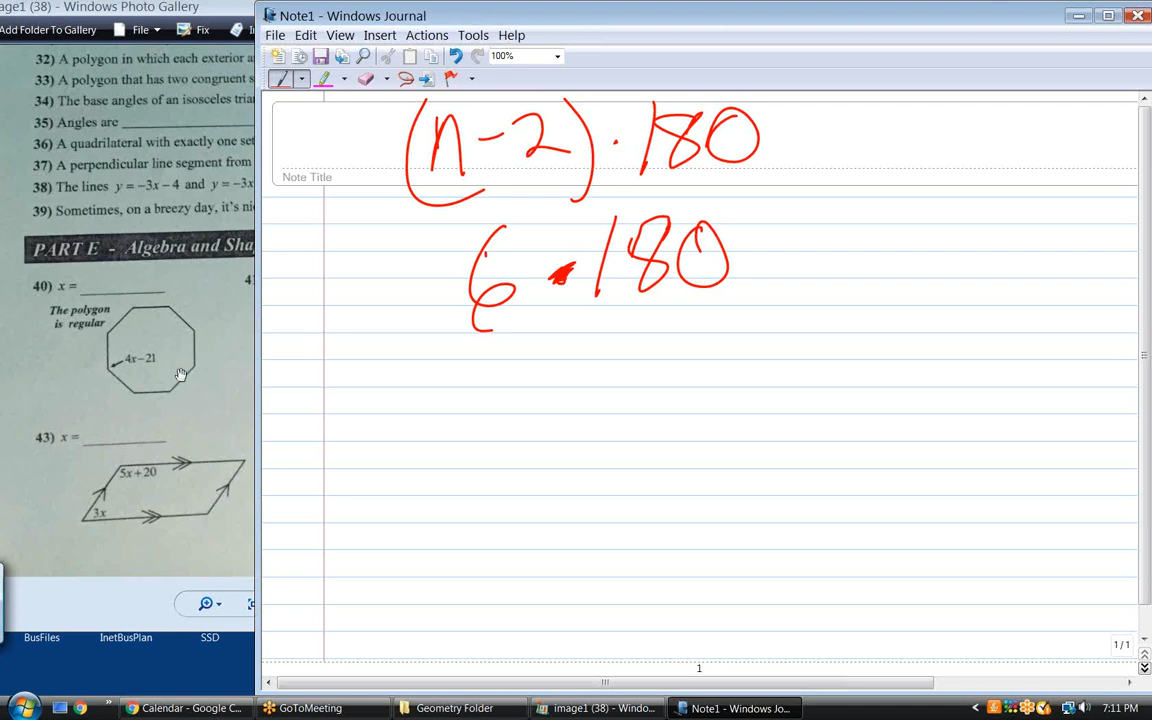 age1 (38) - Windows Photo Gallery
Add Folder To Gallery File Fix
32) A polygon in which each exterior a
33) A polygon that has two congruent s
34) The base angles of an isosceles tria
35) Angles are
36) A quadrilateral with exactly one set
37) A perpendicular line segment from
38) The lines y = -3x - 4 and y = -3x
39) Sometimes, on a breezy day, it's ni
PART E - Algebra and Sha
40) x =
41
The polygon
is regular
4x-21
43) x =
5x+20
3x
BusFiles InetBusPlan SSD
Note1 - Windows Journal
File Edit View Insert Actions Tools Help
100%
(n-2) · 180
Note Title
6 · 180
1/1
1
Calendar - Google C... GoToMeeting Geometry Folder image1 (38) - Windo... Note1 - Windows Jo... 7:11 PM